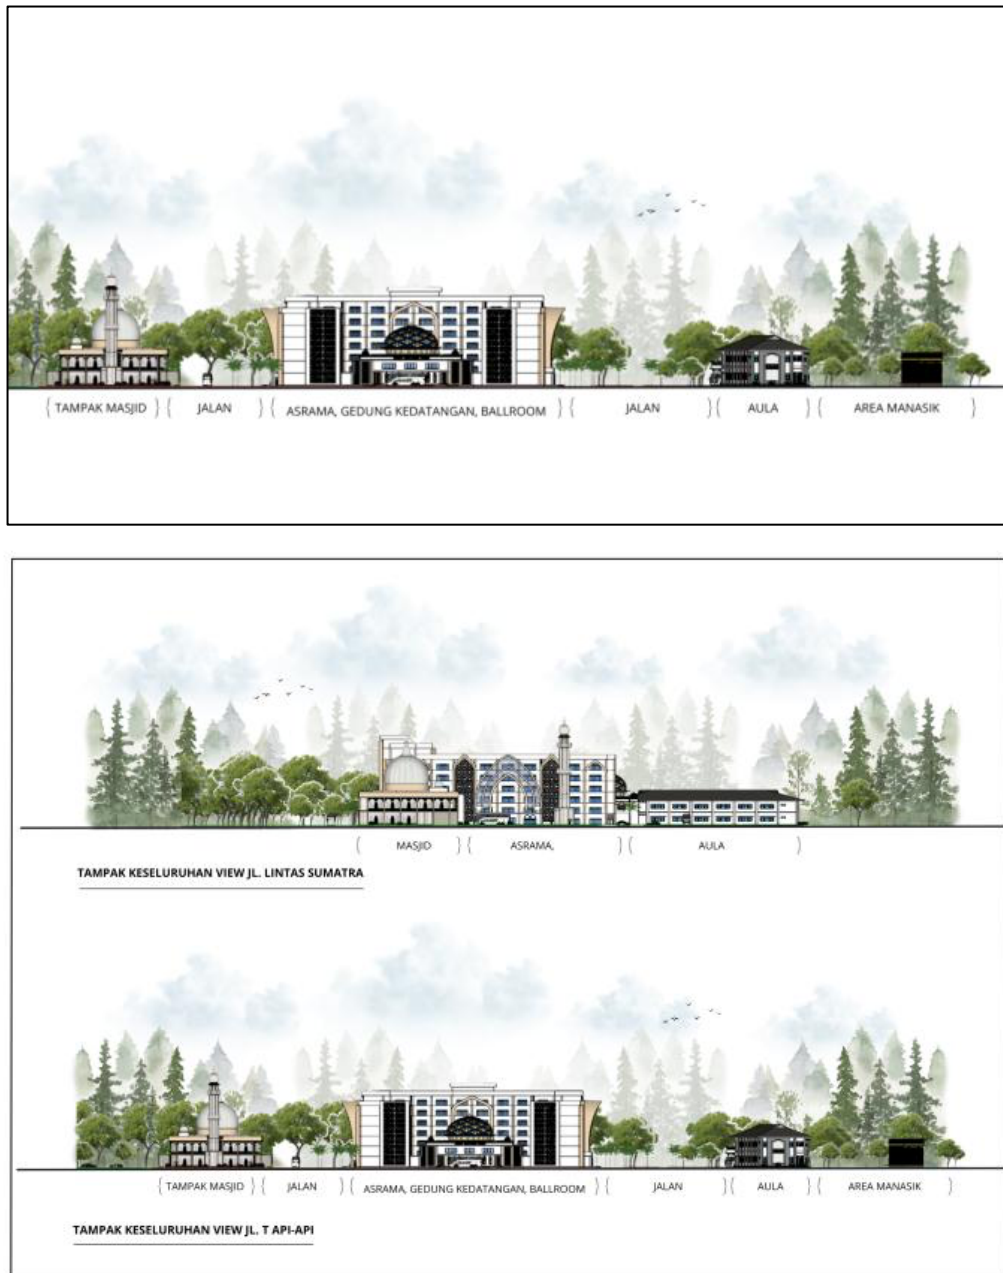 TAMPAK MASJID JALAN ASRAMA, GEDUNG KEDATANGAN, BALLROOM JALAN AULA AREA MANASIK
MASJID ASRAMA, AULA
TAMPAK KESELURUHAN VIEW JL. LINTAS SUMATRA
TAMPAK MASJID JALAN ASRAMA, GEDUNG KEDATANGAN, BALLROOM JALAN AULA AREA MANASIK
TAMPAK KESELURUHAN VIEW JL. T API-API